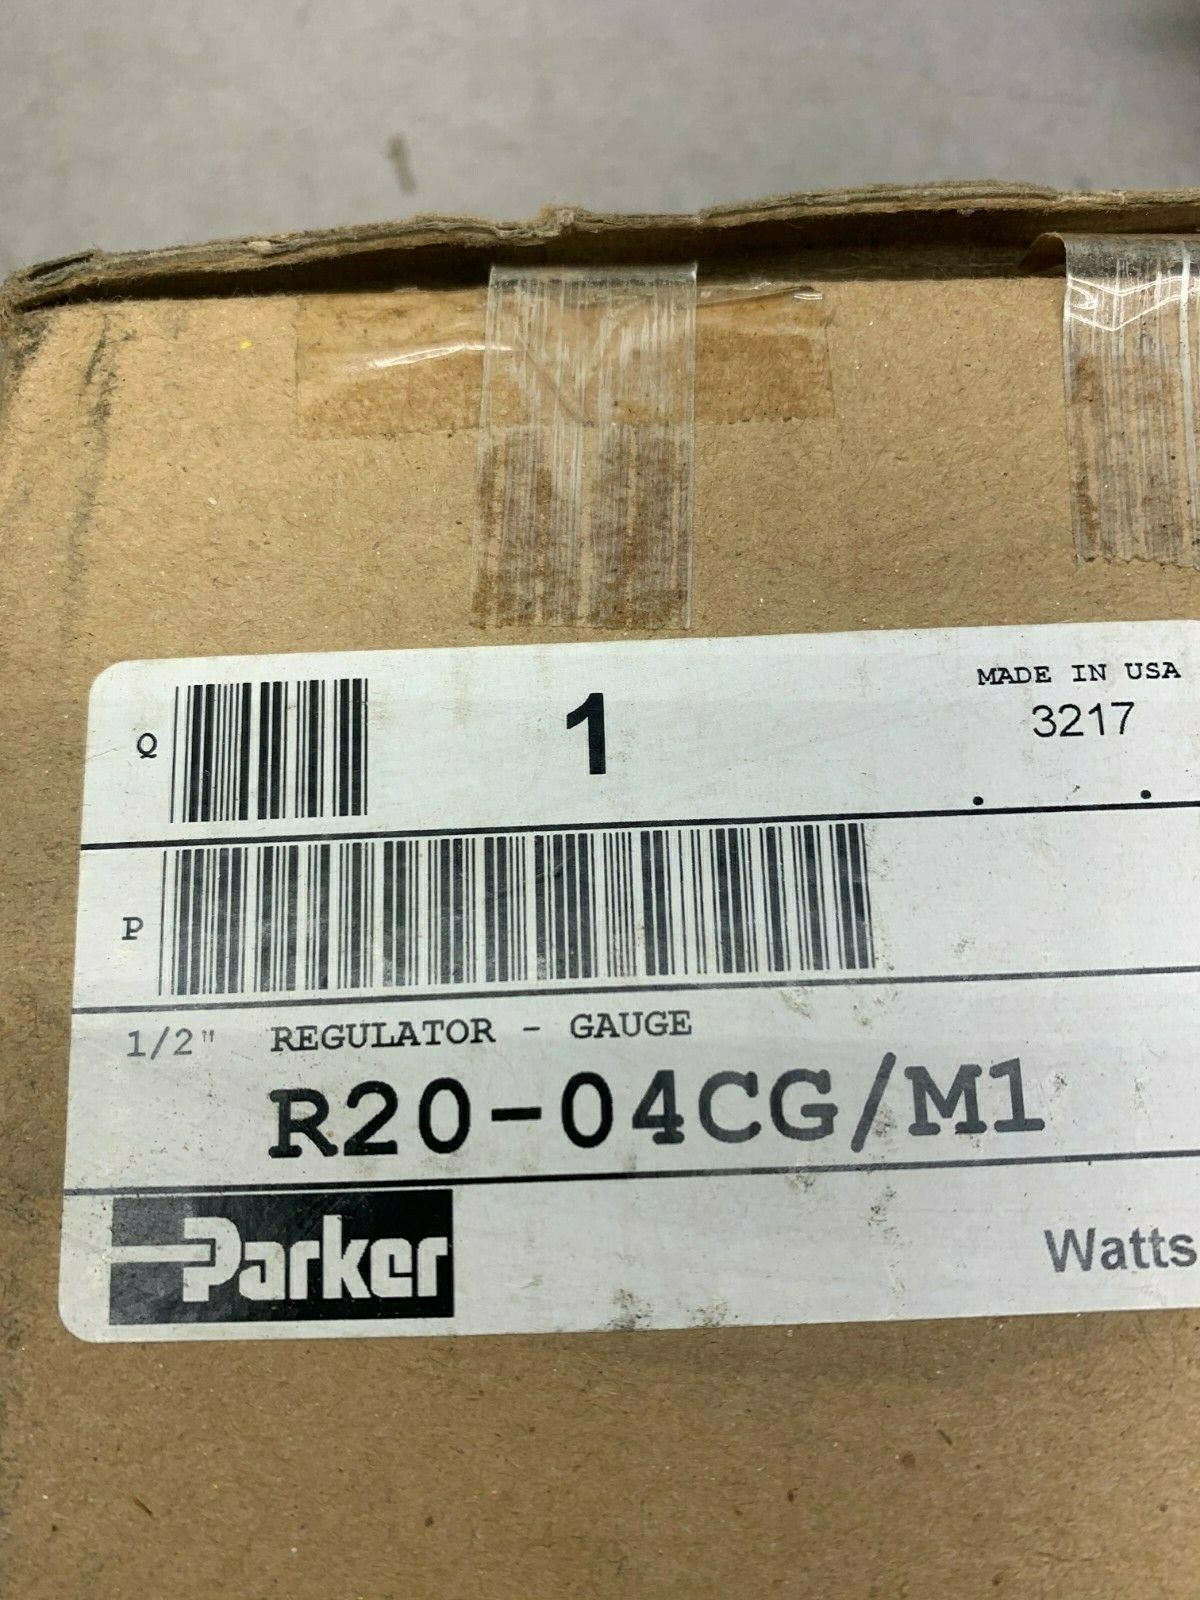 MADE IN USA
Q 1 3217
P
1/2" REGULATOR - GAUGE
R20-04CG/M1
Parker Watts